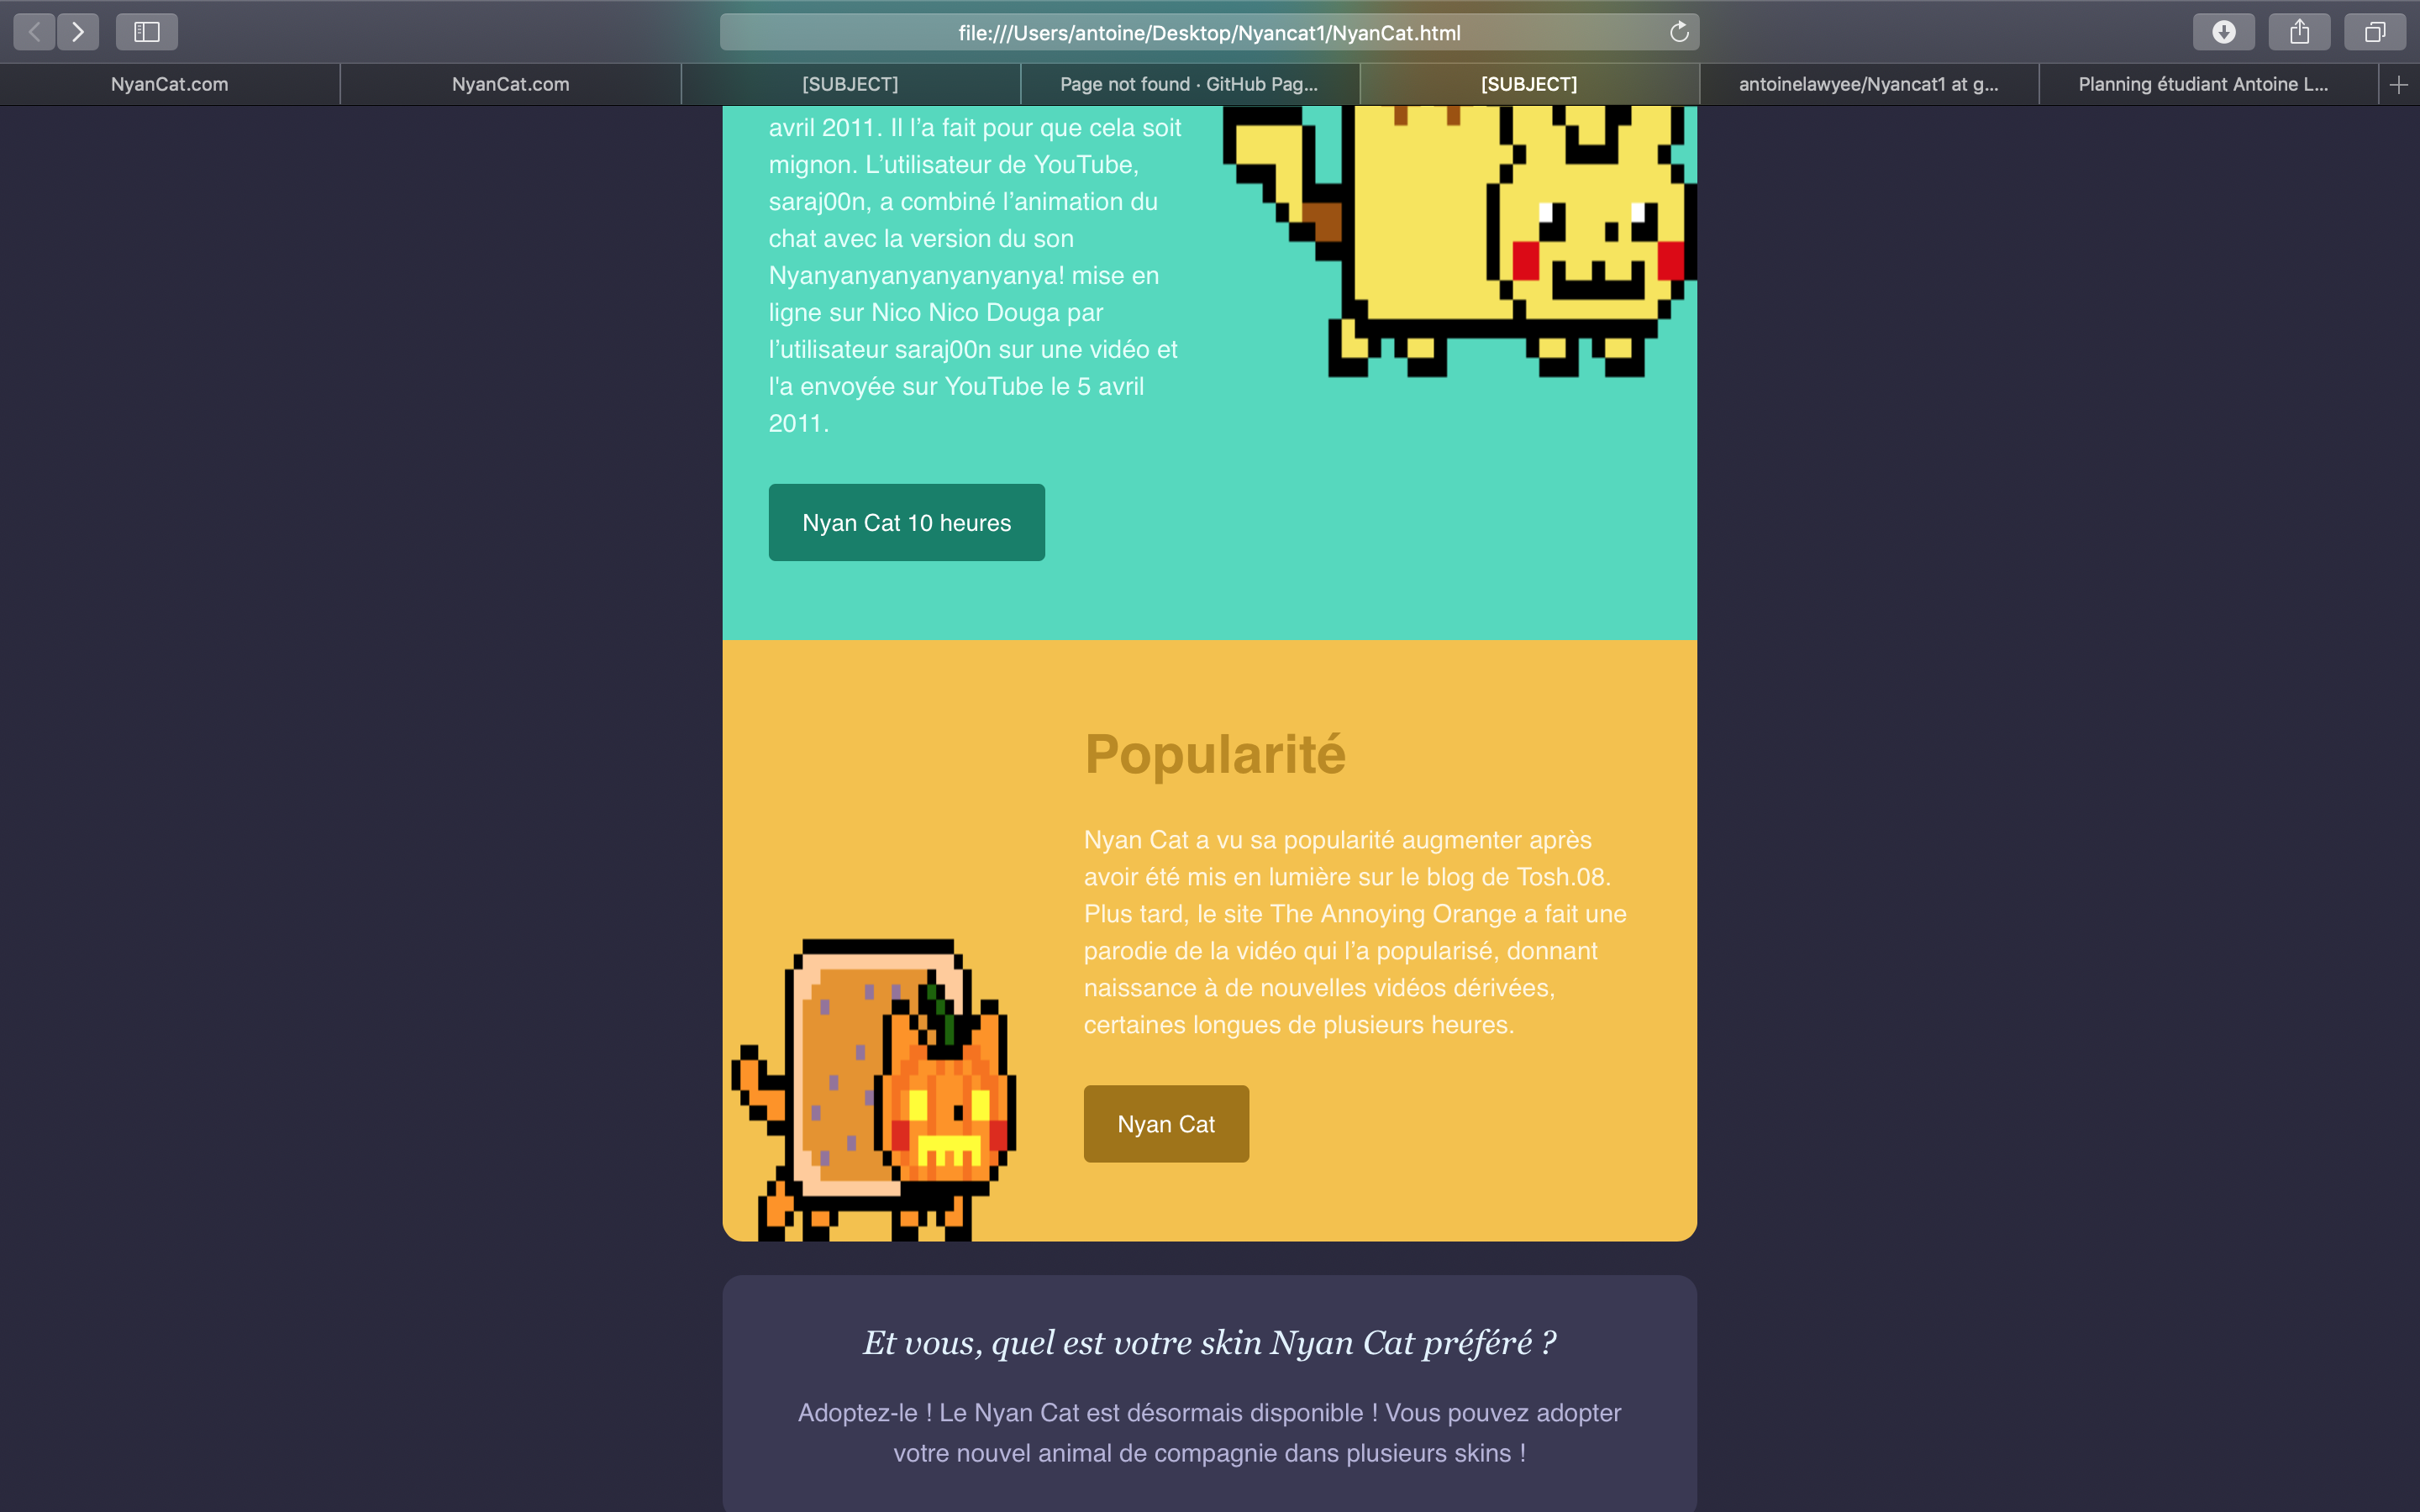 file:///Users/antoine/Desktop/Nyancat1/NyanCat.html
NyanCat.com
NyanCat.com
[SUBJECT]
Page not found · GitHub Pag...
[SUBJECT]
antoinelawyee/Nyancat1 at g...
Planning étudiant Antoine L...
avril 2011. Il l’a fait pour que cela soit
mignon. L’utilisateur de YouTube,
saraj00n, a combiné l’animation du
chat avec la version du son
Nyanyanyanyanyanyanya! mise en
ligne sur Nico Nico Douga par
l’utilisateur saraj00n sur une vidéo et
l'a envoyée sur YouTube le 5 avril
2011.
Nyan Cat 10 heures
Popularité
Nyan Cat a vu sa popularité augmenter après
avoir été mis en lumière sur le blog de Tosh.08.
Plus tard, le site The Annoying Orange a fait une
parodie de la vidéo qui l’a popularisé, donnant
naissance à de nouvelles vidéos dérivées,
certaines longues de plusieurs heures.
Nyan Cat
Et vous, quel est votre skin Nyan Cat préféré ?
Adoptez-le ! Le Nyan Cat est désormais disponible ! Vous pouvez adopter
votre nouvel animal de compagnie dans plusieurs skins !